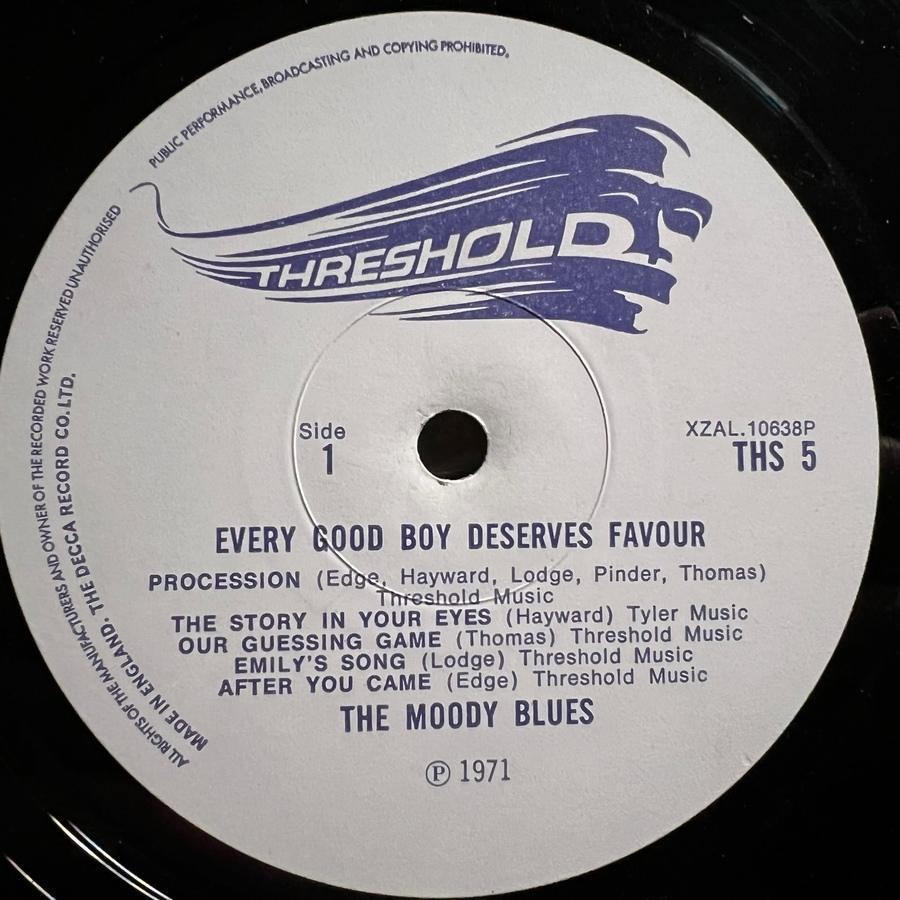 PUBLIC PERFORMANCE, BROADCASTING AND COPYING PROHIBITED.
ALL RIGHTS OF THE MANUFACTURERS AND OWNER OF THE RECORDED WORK RESERVED UNAUTHORISED
MADE IN ENGLAND. THE DECCA RECORD CO. LTD.
THRESHOLD
Side
1
XZAL.10638P
THS 5
EVERY GOOD BOY DESERVES FAVOUR
PROCESSION (Edge, Hayward, Lodge, Pinder, Thomas)
Threshold Music
THE STORY IN YOUR EYES (Hayward) Tyler Music
OUR GUESSING GAME (Thomas) Threshold Music
EMILY'S SONG (Lodge) Threshold Music
AFTER YOU CAME (Edge) Threshold Music
THE MOODY BLUES
Ⓟ 1971